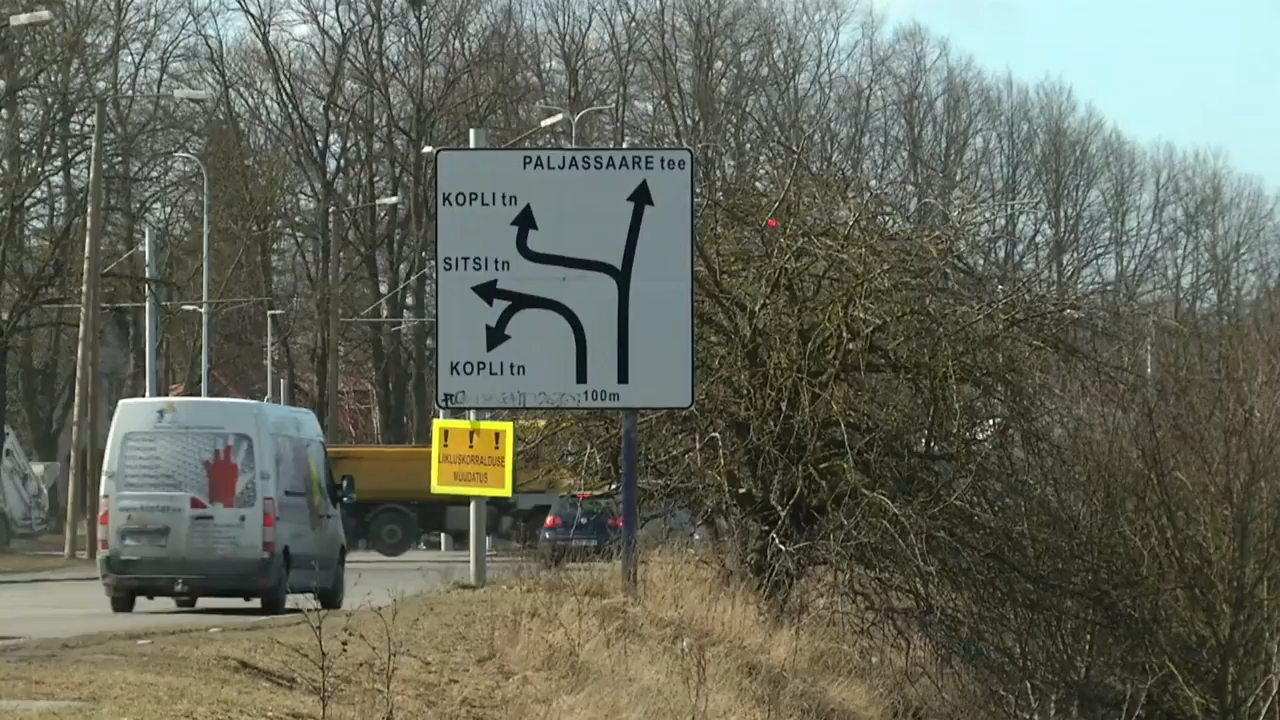 PALJASSAARE tee
KOPLI tn
SITSI tn
KOPLI tn
100m
! ! !
LIIKLUSKORRALDUSE
MUUDATUS